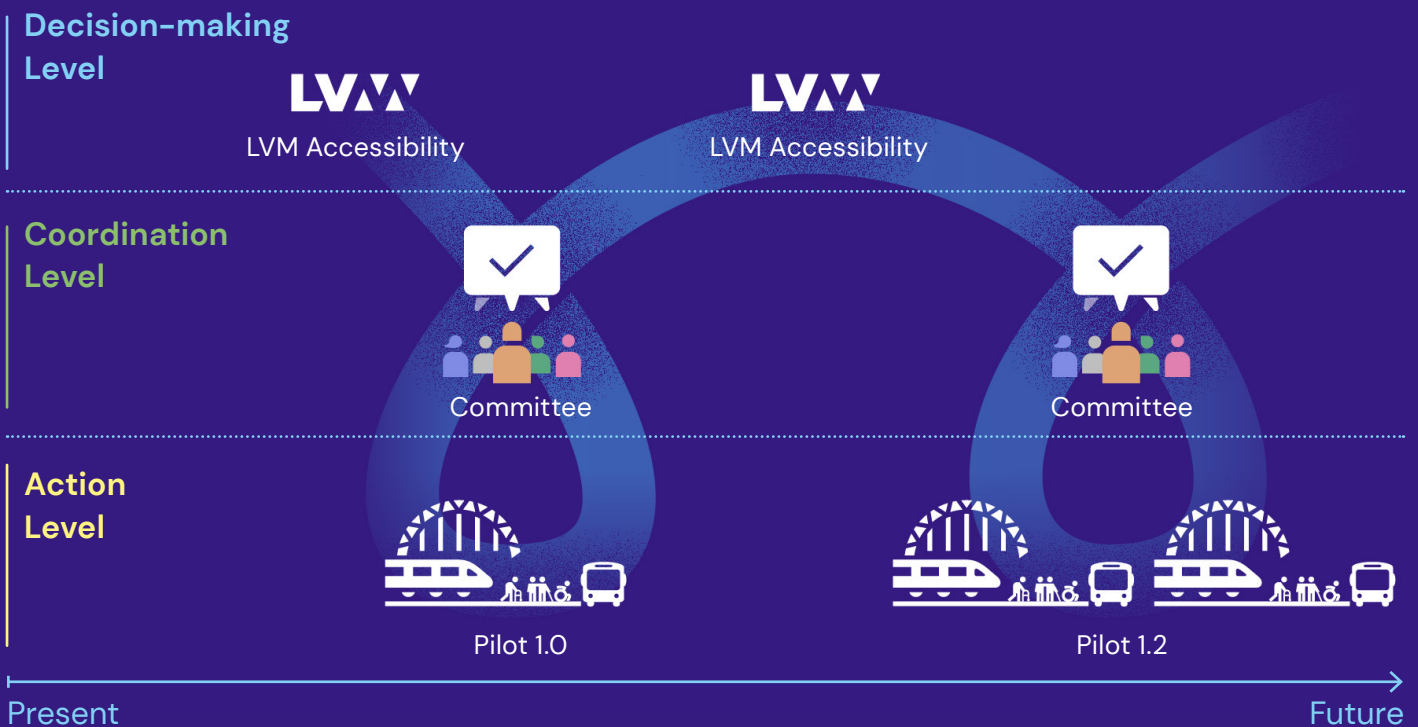 Decision-making
Level
LVM
LVM Accessibility
LVM
LVM Accessibility
Coordination
Level
Committee
Committee
Action
Level
Pilot 1.0
Pilot 1.2
Present
Future